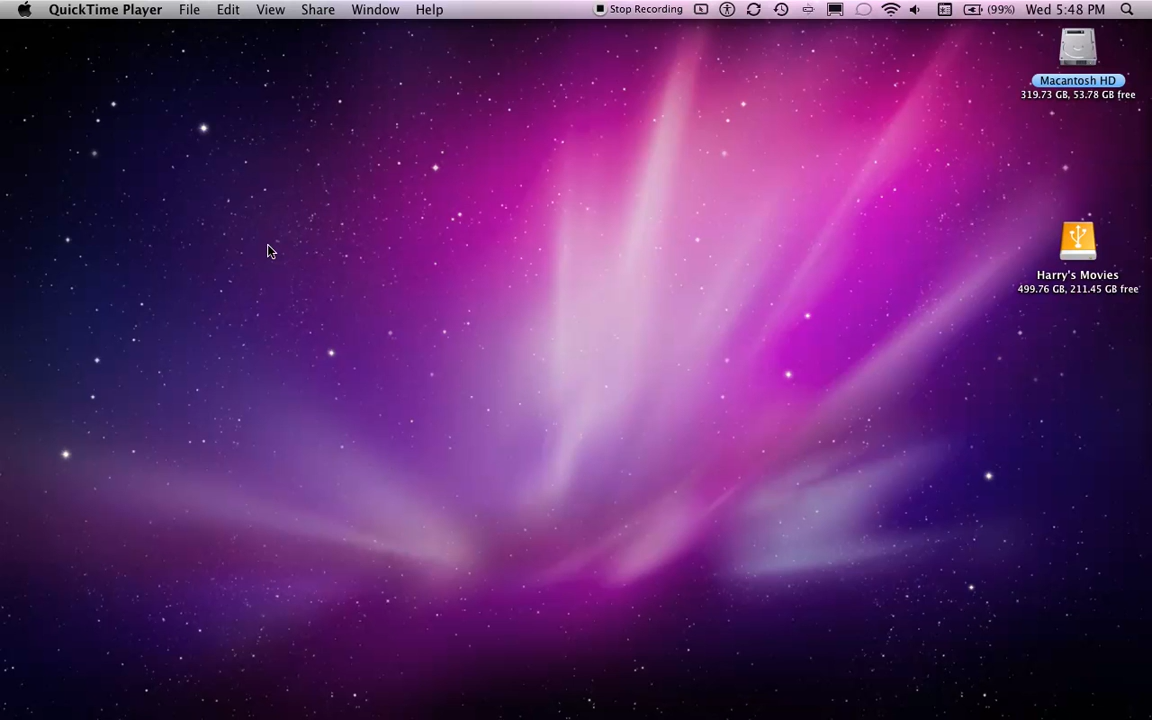 QuickTime Player File Edit View Share Window Help Stop Recording (99%) Wed 5:48 PM
Macintosh HD
319.73 GB, 53.78 GB free
Harry's Movies
499.76 GB, 211.45 GB free